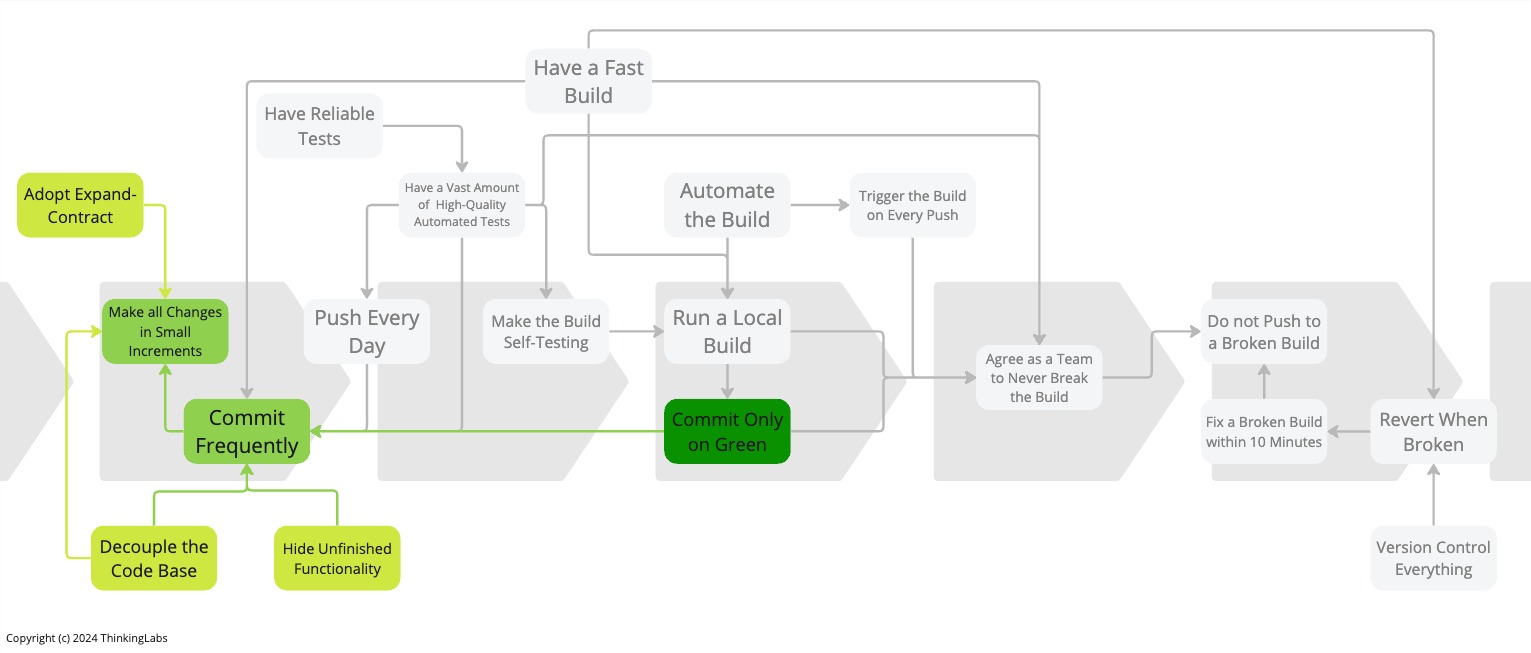 Have a Fast
Build
Have Reliable
Tests
Adopt Expand-
Contract
Have a Vast Amount
of High-Quality
Automated Tests
Automate
the Build
Trigger the Build
on Every Push
Make all Changes
in Small
Increments
Push Every
Day
Make the Build
Self-Testing
Run a Local
Build
Agree as a Team
to Never Break
the Build
Do not Push to
a Broken Build
Commit
Frequently
Commit Only
on Green
Fix a Broken Build
within 10 Minutes
Revert When
Broken
Decouple the
Code Base
Hide Unfinished
Functionality
Version Control
Everything
Copyright (c) 2024 ThinkingLabs